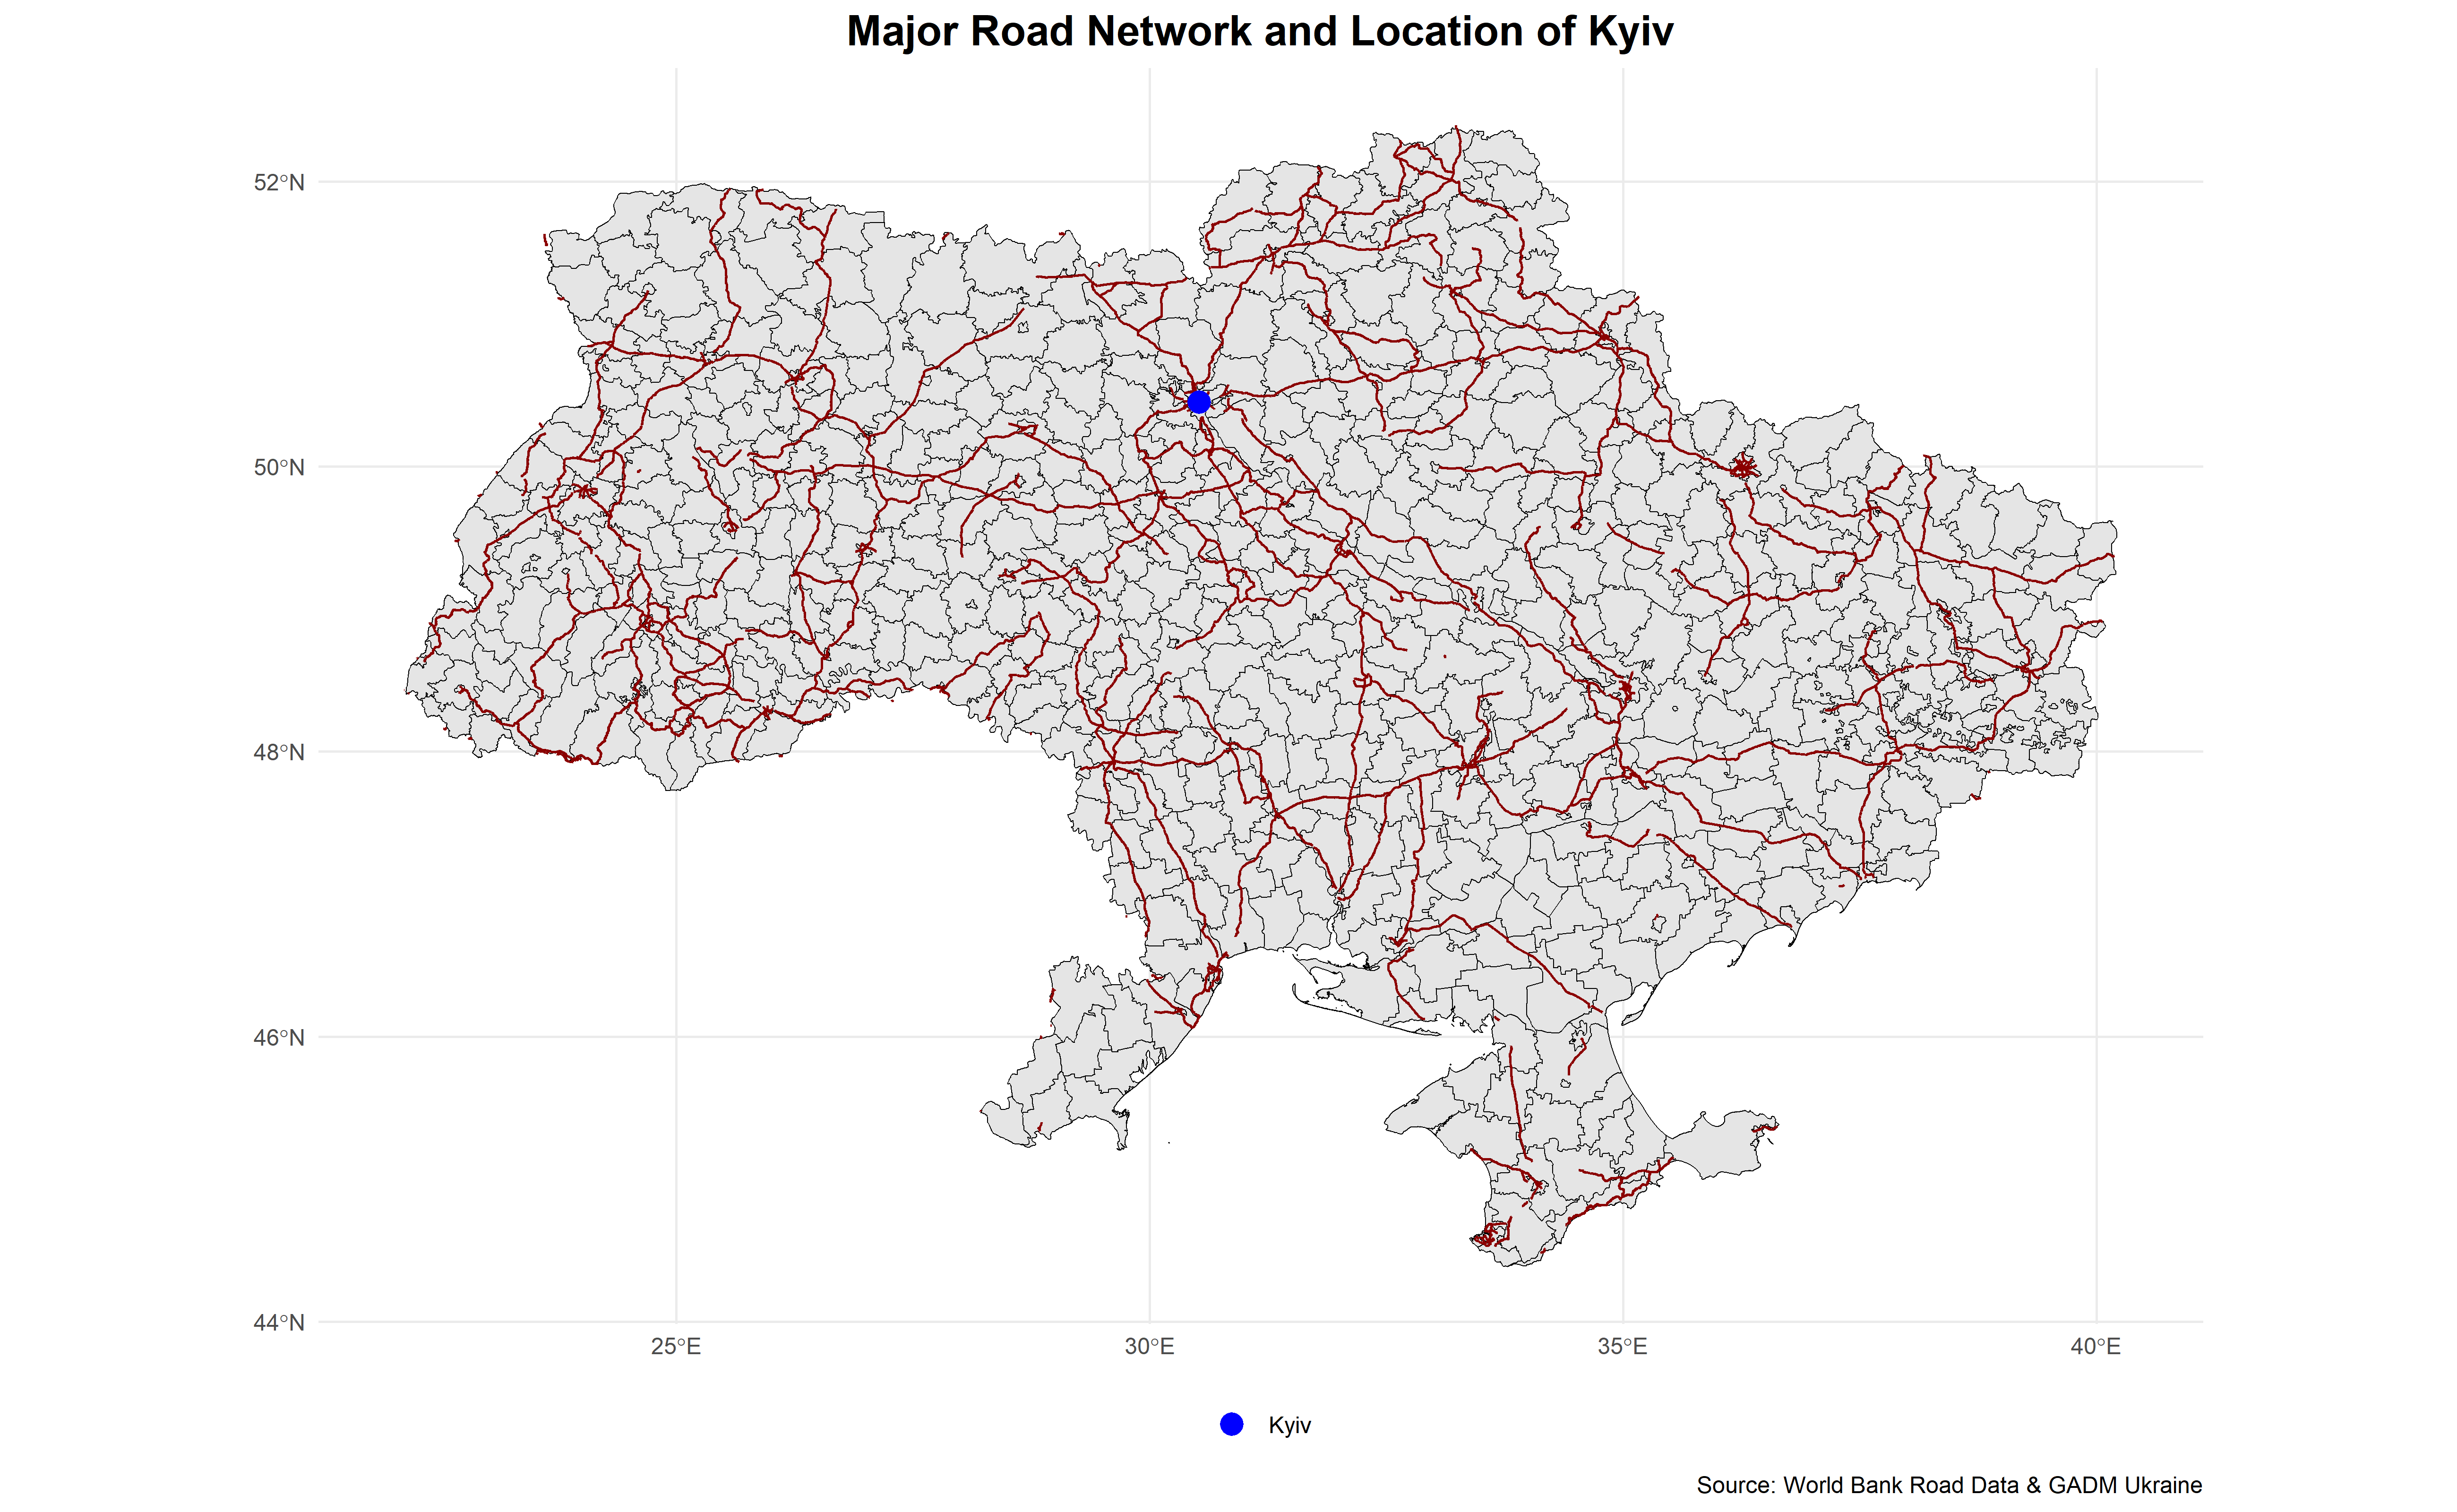 Major Road Network and Location of Kyiv
52°N
50°N
48°N
46°N
44°N
25°E 30°E 35°E 40°E
Kyiv
Source: World Bank Road Data & GADM Ukraine